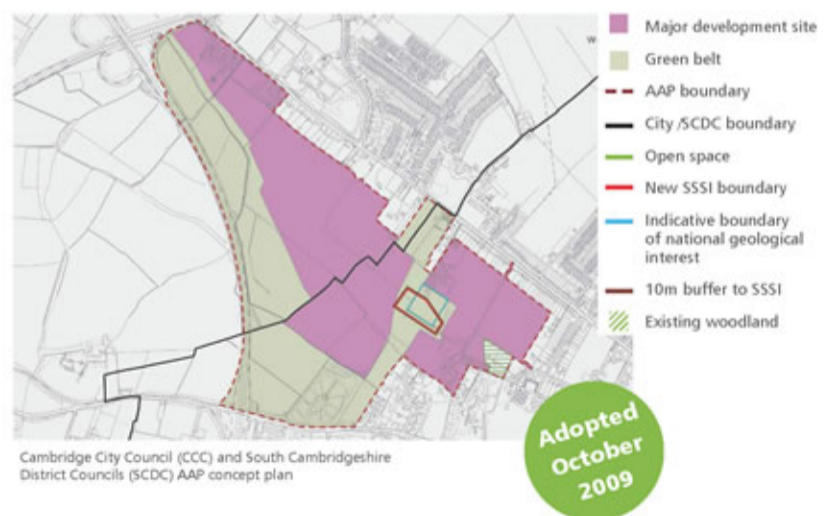 Major development site
Green belt
AAP boundary
City /SCDC boundary
Open space
New SSSI boundary
Indicative boundary
of national geological
interest
10m buffer to SSSI
Existing woodland
W
Adopted
October
2009
Cambridge City Council (CCC) and South Cambridgeshire
District Councils (SCDC) AAP concept plan